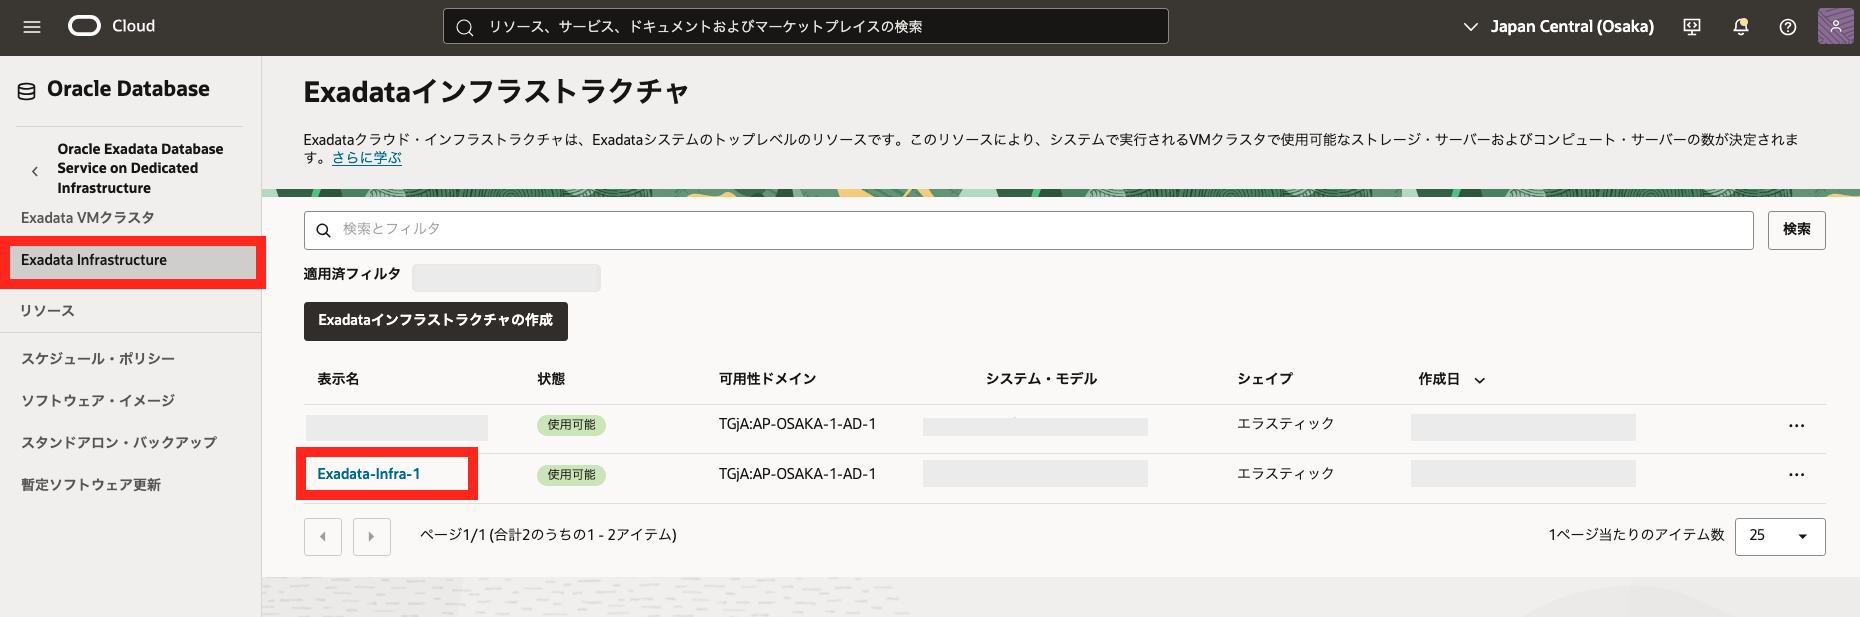 Cloud
リソース、サービス、ドキュメントおよびマーケットプレイスの検索
Japan Central (Osaka)
Oracle Database
Oracle Exadata Database
Service on Dedicated
Infrastructure
Exadata VMクラスタ
Exadata Infrastructure
リソース
スケジュール・ポリシー
ソフトウェア・イメージ
スタンドアロン・バックアップ
暫定ソフトウェア更新
Exadataインフラストラクチャ
Exadataクラウド・インフラストラクチャは、Exadataシステムのトップレベルのリソースです。このリソースにより、システムで実行されるVMクラスタで使用可能なストレージ・サーバーおよびコンピュート・サーバーの数が決定されま
す。さらに学ぶ
検索とフィルタ
検索
適用済フィルタ
Exadataインフラストラクチャの作成
表示名 状態 可用性ドメイン システム・モデル シェイプ 作成日
使用可能 TGjA:AP-OSAKA-1-AD-1 エラスティック
Exadata-Infra-1 使用可能 TGjA:AP-OSAKA-1-AD-1 エラスティック
ページ1/1 (合計2のうちの1 - 2アイテム)
1ページ当たりのアイテム数 25